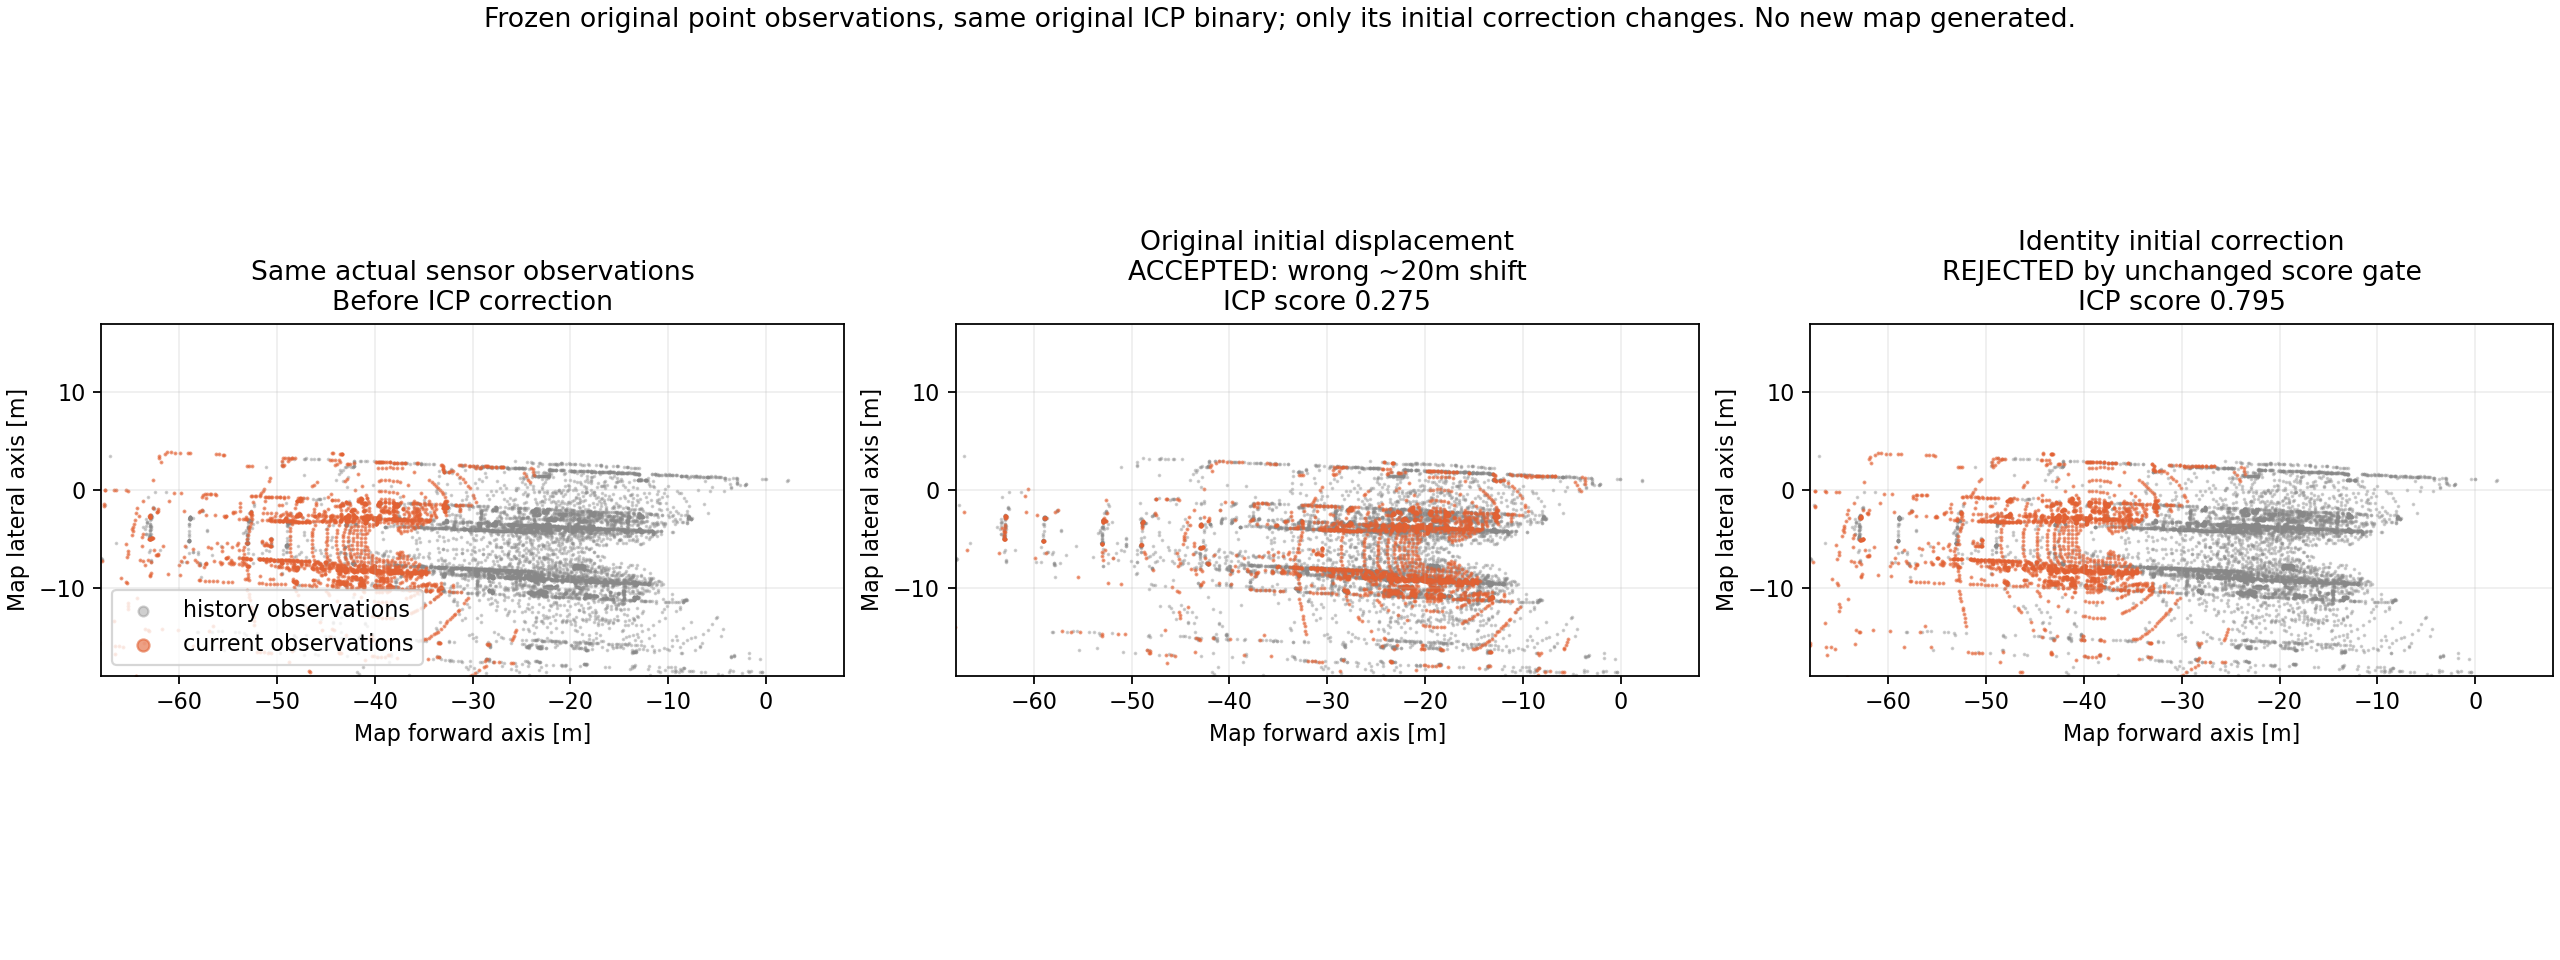 Frozen original point observations, same original ICP binary; only its initial correction changes. No new map generated.
Same actual sensor observations
Before ICP correction
10
0
−10
Map lateral axis [m]
history observations
current observations
−60
−50
−40
−30
−20
−10
0
Map forward axis [m]
Original initial displacement
ACCEPTED: wrong ~20m shift
ICP score 0.275
10
0
−10
Map lateral axis [m]
−60
−50
−40
−30
−20
−10
0
Map forward axis [m]
Identity initial correction
REJECTED by unchanged score gate
ICP score 0.795
10
0
−10
Map lateral axis [m]
−60
−50
−40
−30
−20
−10
0
Map forward axis [m]